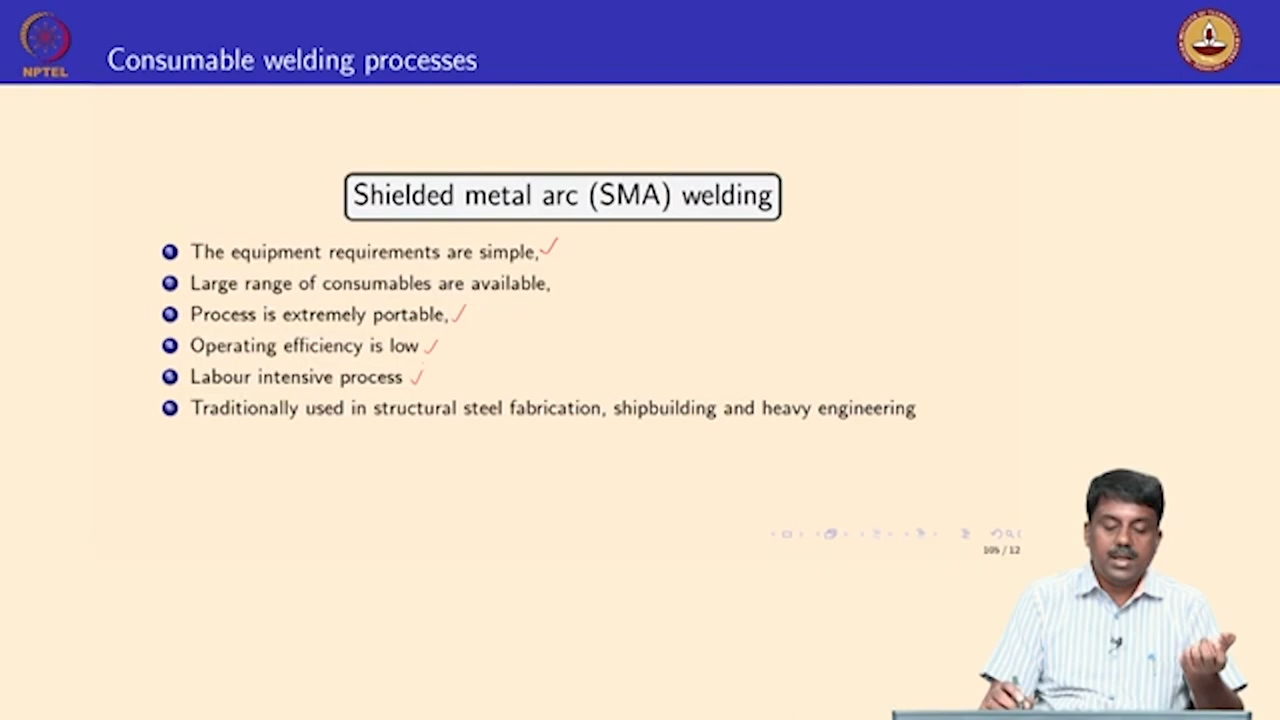 NPTEL
Consumable welding processes
Shielded metal arc (SMA) welding
The equipment requirements are simple,
Large range of consumables are available,
Process is extremely portable,
Operating efficiency is low
Labour intensive process
Traditionally used in structural steel fabrication, shipbuilding and heavy engineering
105 / 12